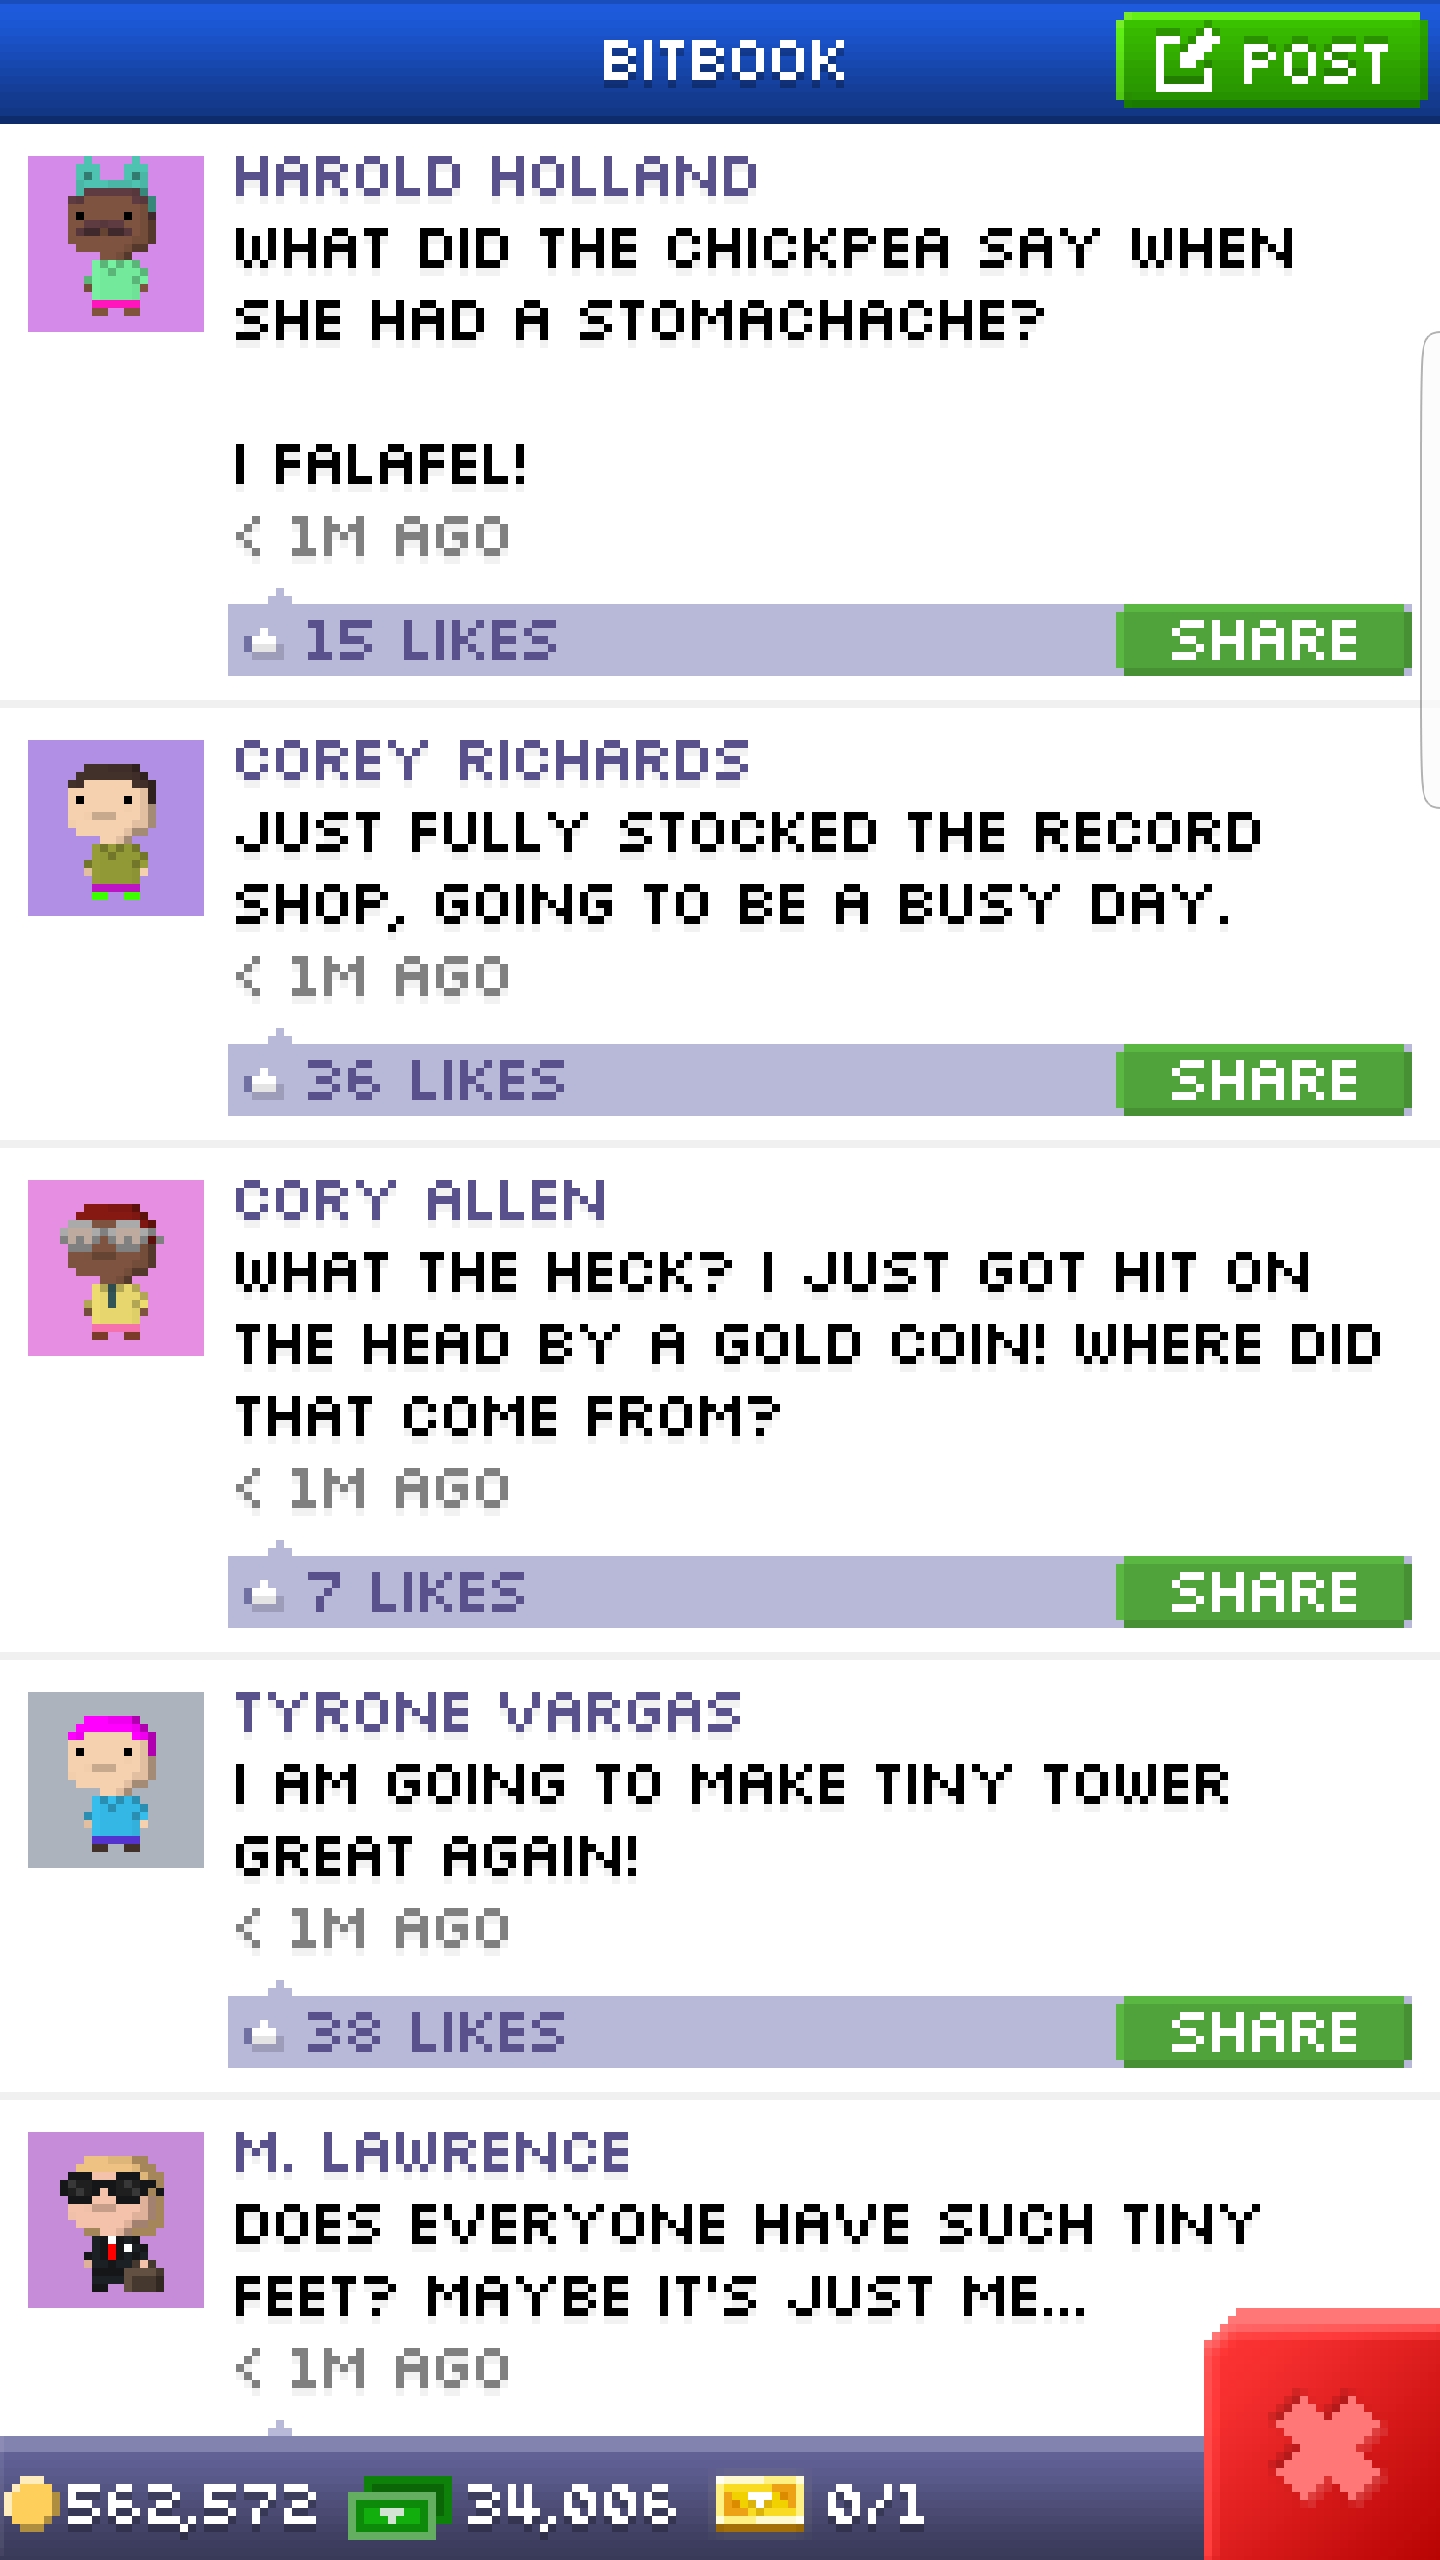 BITBOOK
POST
HAROLD HOLLAND
WHAT DID THE CHICKPEA SAY WHEN
SHE HAD A STOMACHACHE?
I FALAFEL!
< 1M AGO
15 LIKES
SHARE
COREY RICHARDS
JUST FULLY STOCKED THE RECORD
SHOP, GOING TO BE A BUSY DAY.
< 1M AGO
36 LIKES
SHARE
CORY ALLEN
WHAT THE HECK? I JUST GOT HIT ON
THE HEAD BY A GOLD COIN! WHERE DID
THAT COME FROM?
< 1M AGO
7 LIKES
SHARE
TYRONE VARGAS
I AM GOING TO MAKE TINY TOWER
GREAT AGAIN!
< 1M AGO
38 LIKES
SHARE
M. LAWRENCE
DOES EVERYONE HAVE SUCH TINY
FEET? MAYBE IT'S JUST ME...
< 1M AGO
562,572
34,006
0/1